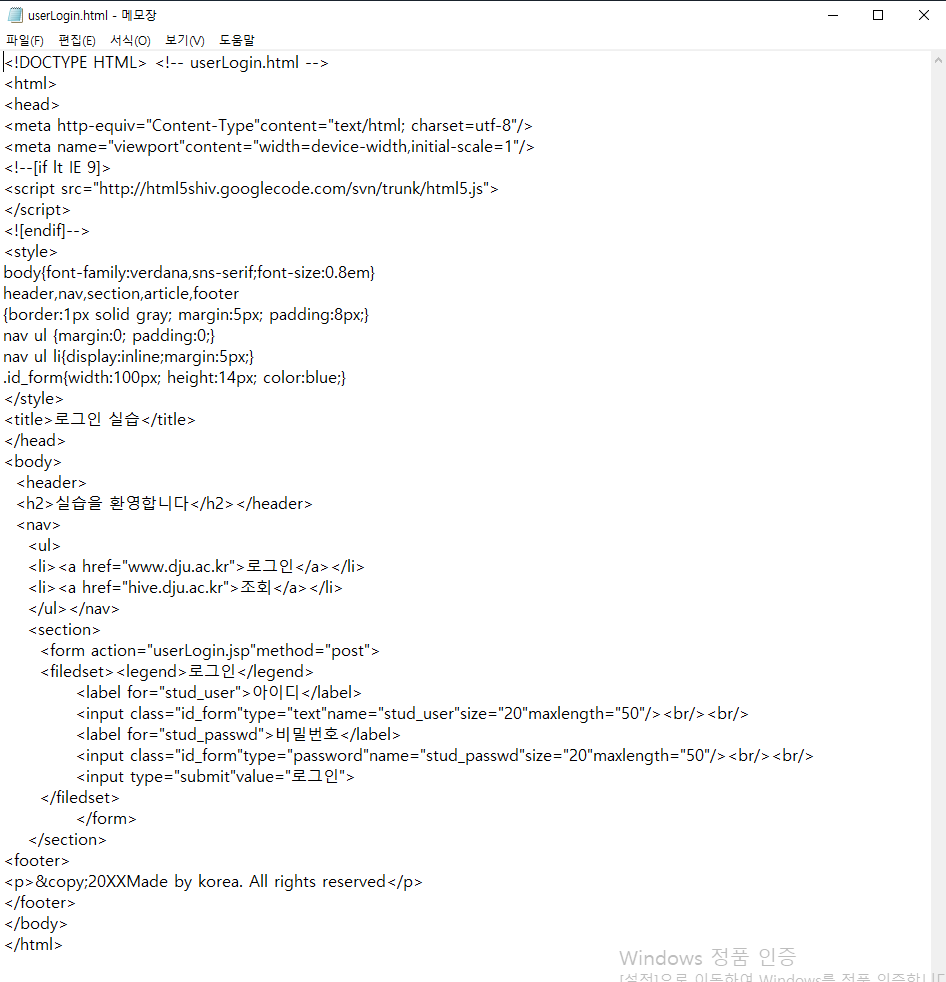 userLogin.html - 메모장
파일(F) 편집(E) 서식(O) 보기(V) 도움말
<!DOCTYPE HTML> <!-- userLogin.html -->
<html>
<head>
<meta http-equiv="Content-Type"content="text/html; charset=utf-8"/>
<meta name="viewport"content="width=device-width,initial-scale=1"/>
<!--[if lt IE 9]>
<script src="http://html5shiv.googlecode.com/svn/trunk/html5.js">
</script>
<![endif]-->
<style>
body{font-family:verdana,sns-serif;font-size:0.8em}
header,nav,section,article,footer
{border:1px solid gray; margin:5px; padding:8px;}
nav ul {margin:0; padding:0;}
nav ul li{display:inline;margin:5px;}
.id_form{width:100px; height:14px; color:blue;}
</style>
<title>로그인 실습</title>
</head>
<body>
<header>
<h2>실습을 환영합니다</h2></header>
<nav>
<ul>
<li><a href="www.dju.ac.kr">로그인</a></li>
<li><a href="hive.dju.ac.kr">조회</a></li>
</ul></nav>
<section>
<form action="userLogin.jsp"method="post">
<filedset><legend>로그인</legend>
<label for="stud_user">아이디</label>
<input class="id_form"type="text"name="stud_user"size="20"maxlength="50"/><br/><br/>
<label for="stud_passwd">비밀번호</label>
<input class="id_form"type="password"name="stud_passwd"size="20"maxlength="50"/><br/><br/>
<input type="submit"value="로그인">
</filedset>
</form>
</section>
<footer>
<p>&copy;20XXMade by korea. All rights reserved</p>
</footer>
</body>
</html>
Windows 정품 인증
[설정]으로 이동하여 Windows를 정품 인증합니